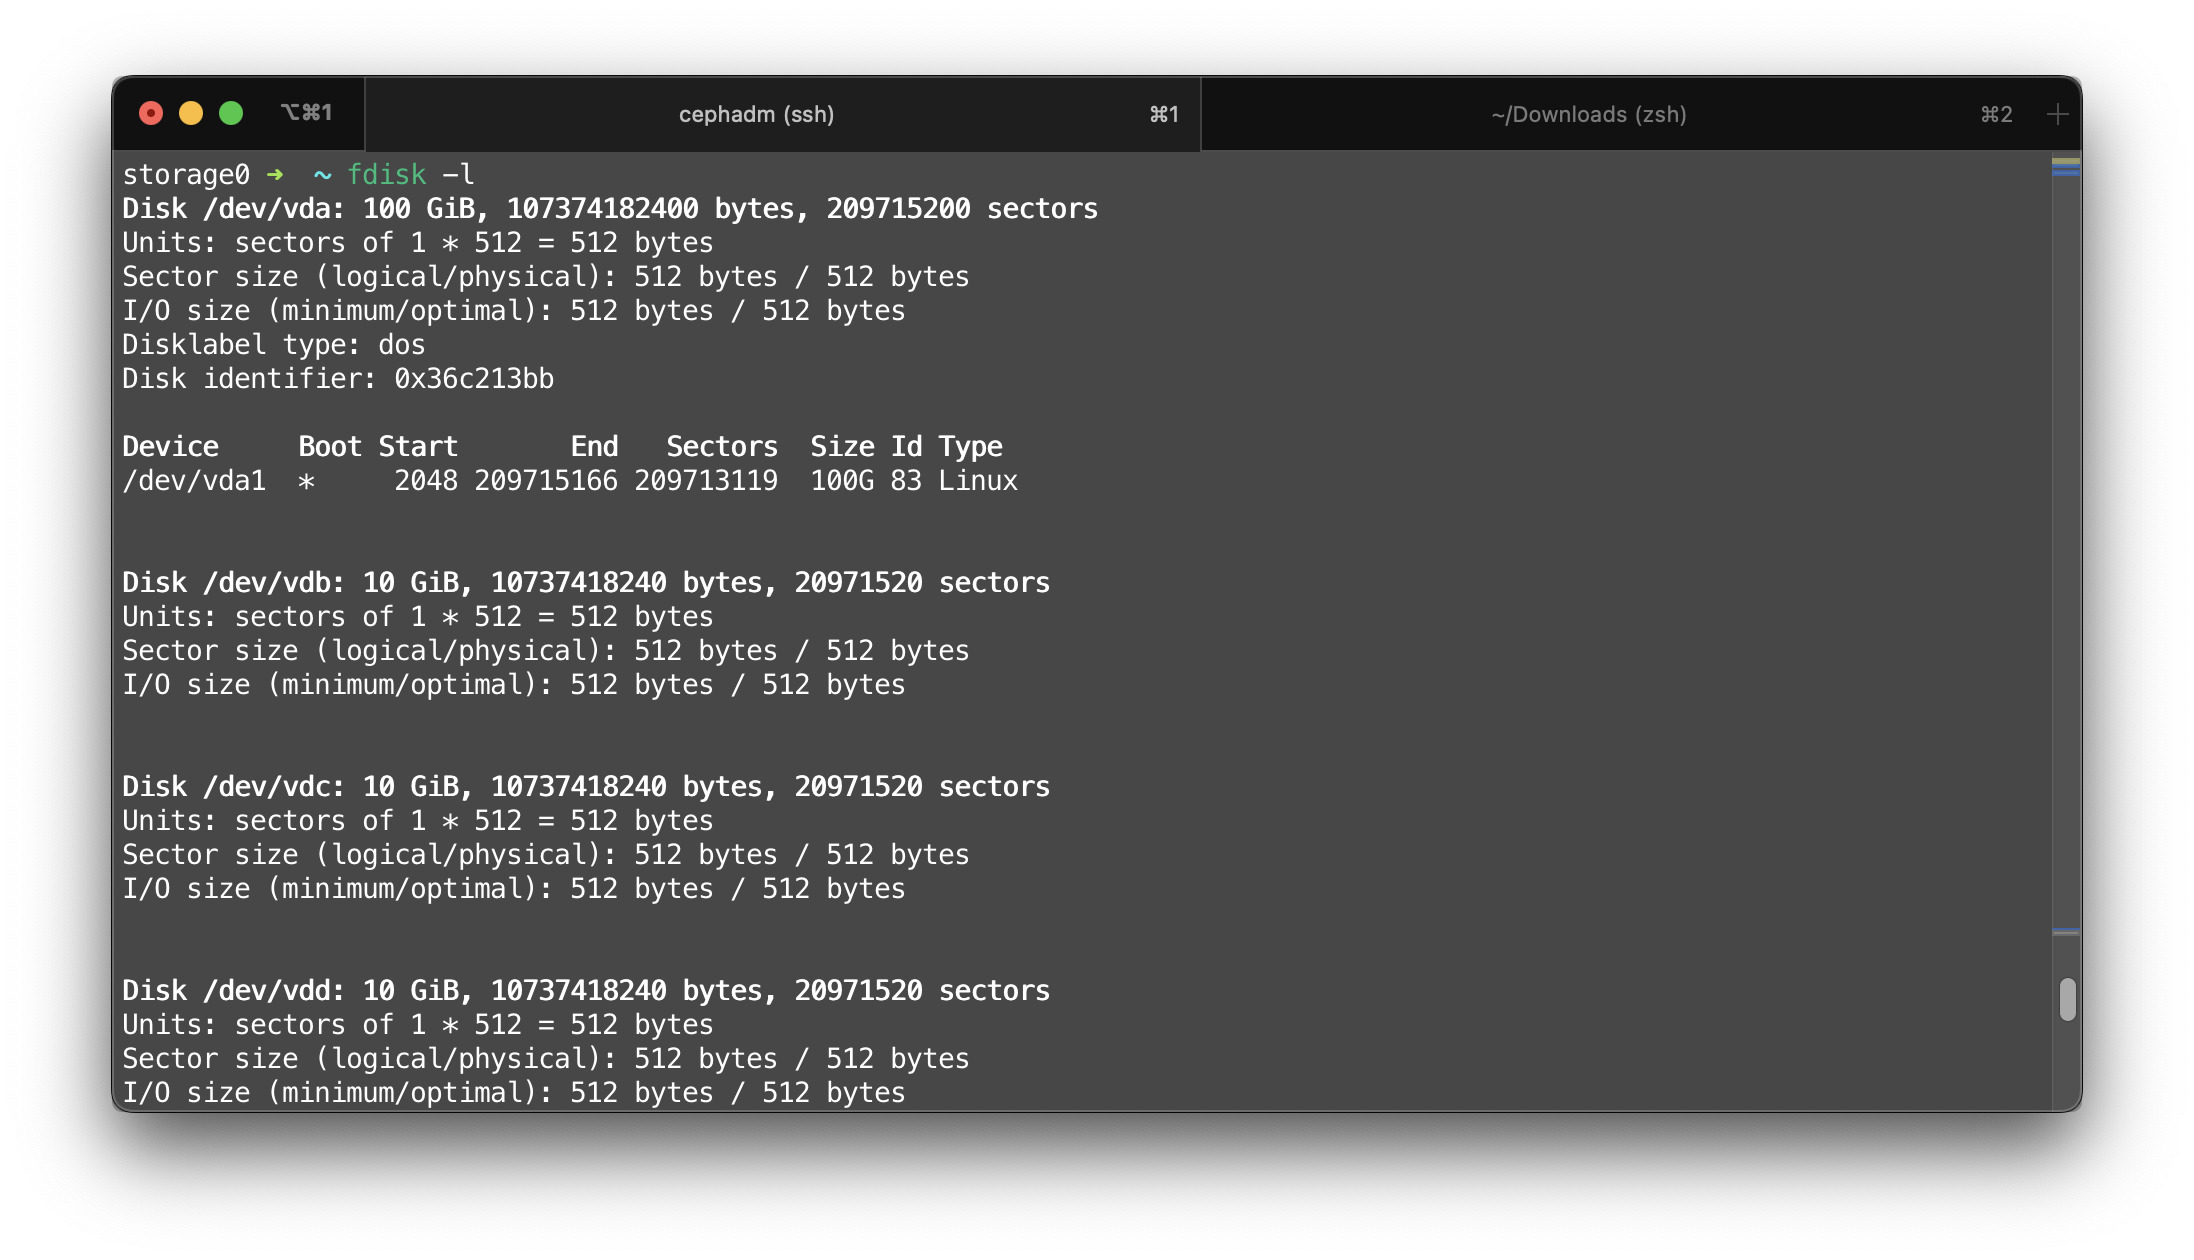 ⌥⌘1 cephadm (ssh) ⌘1 ~/Downloads (zsh) ⌘2 +
storage0 ➜  ~ fdisk -l
Disk /dev/vda: 100 GiB, 107374182400 bytes, 209715200 sectors
Units: sectors of 1 * 512 = 512 bytes
Sector size (logical/physical): 512 bytes / 512 bytes
I/O size (minimum/optimal): 512 bytes / 512 bytes
Disklabel type: dos
Disk identifier: 0x36c213bb
Device     Boot Start       End   Sectors  Size Id Type
/dev/vda1  *     2048 209715166 209713119  100G 83 Linux
Disk /dev/vdb: 10 GiB, 10737418240 bytes, 20971520 sectors
Units: sectors of 1 * 512 = 512 bytes
Sector size (logical/physical): 512 bytes / 512 bytes
I/O size (minimum/optimal): 512 bytes / 512 bytes
Disk /dev/vdc: 10 GiB, 10737418240 bytes, 20971520 sectors
Units: sectors of 1 * 512 = 512 bytes
Sector size (logical/physical): 512 bytes / 512 bytes
I/O size (minimum/optimal): 512 bytes / 512 bytes
Disk /dev/vdd: 10 GiB, 10737418240 bytes, 20971520 sectors
Units: sectors of 1 * 512 = 512 bytes
Sector size (logical/physical): 512 bytes / 512 bytes
I/O size (minimum/optimal): 512 bytes / 512 bytes